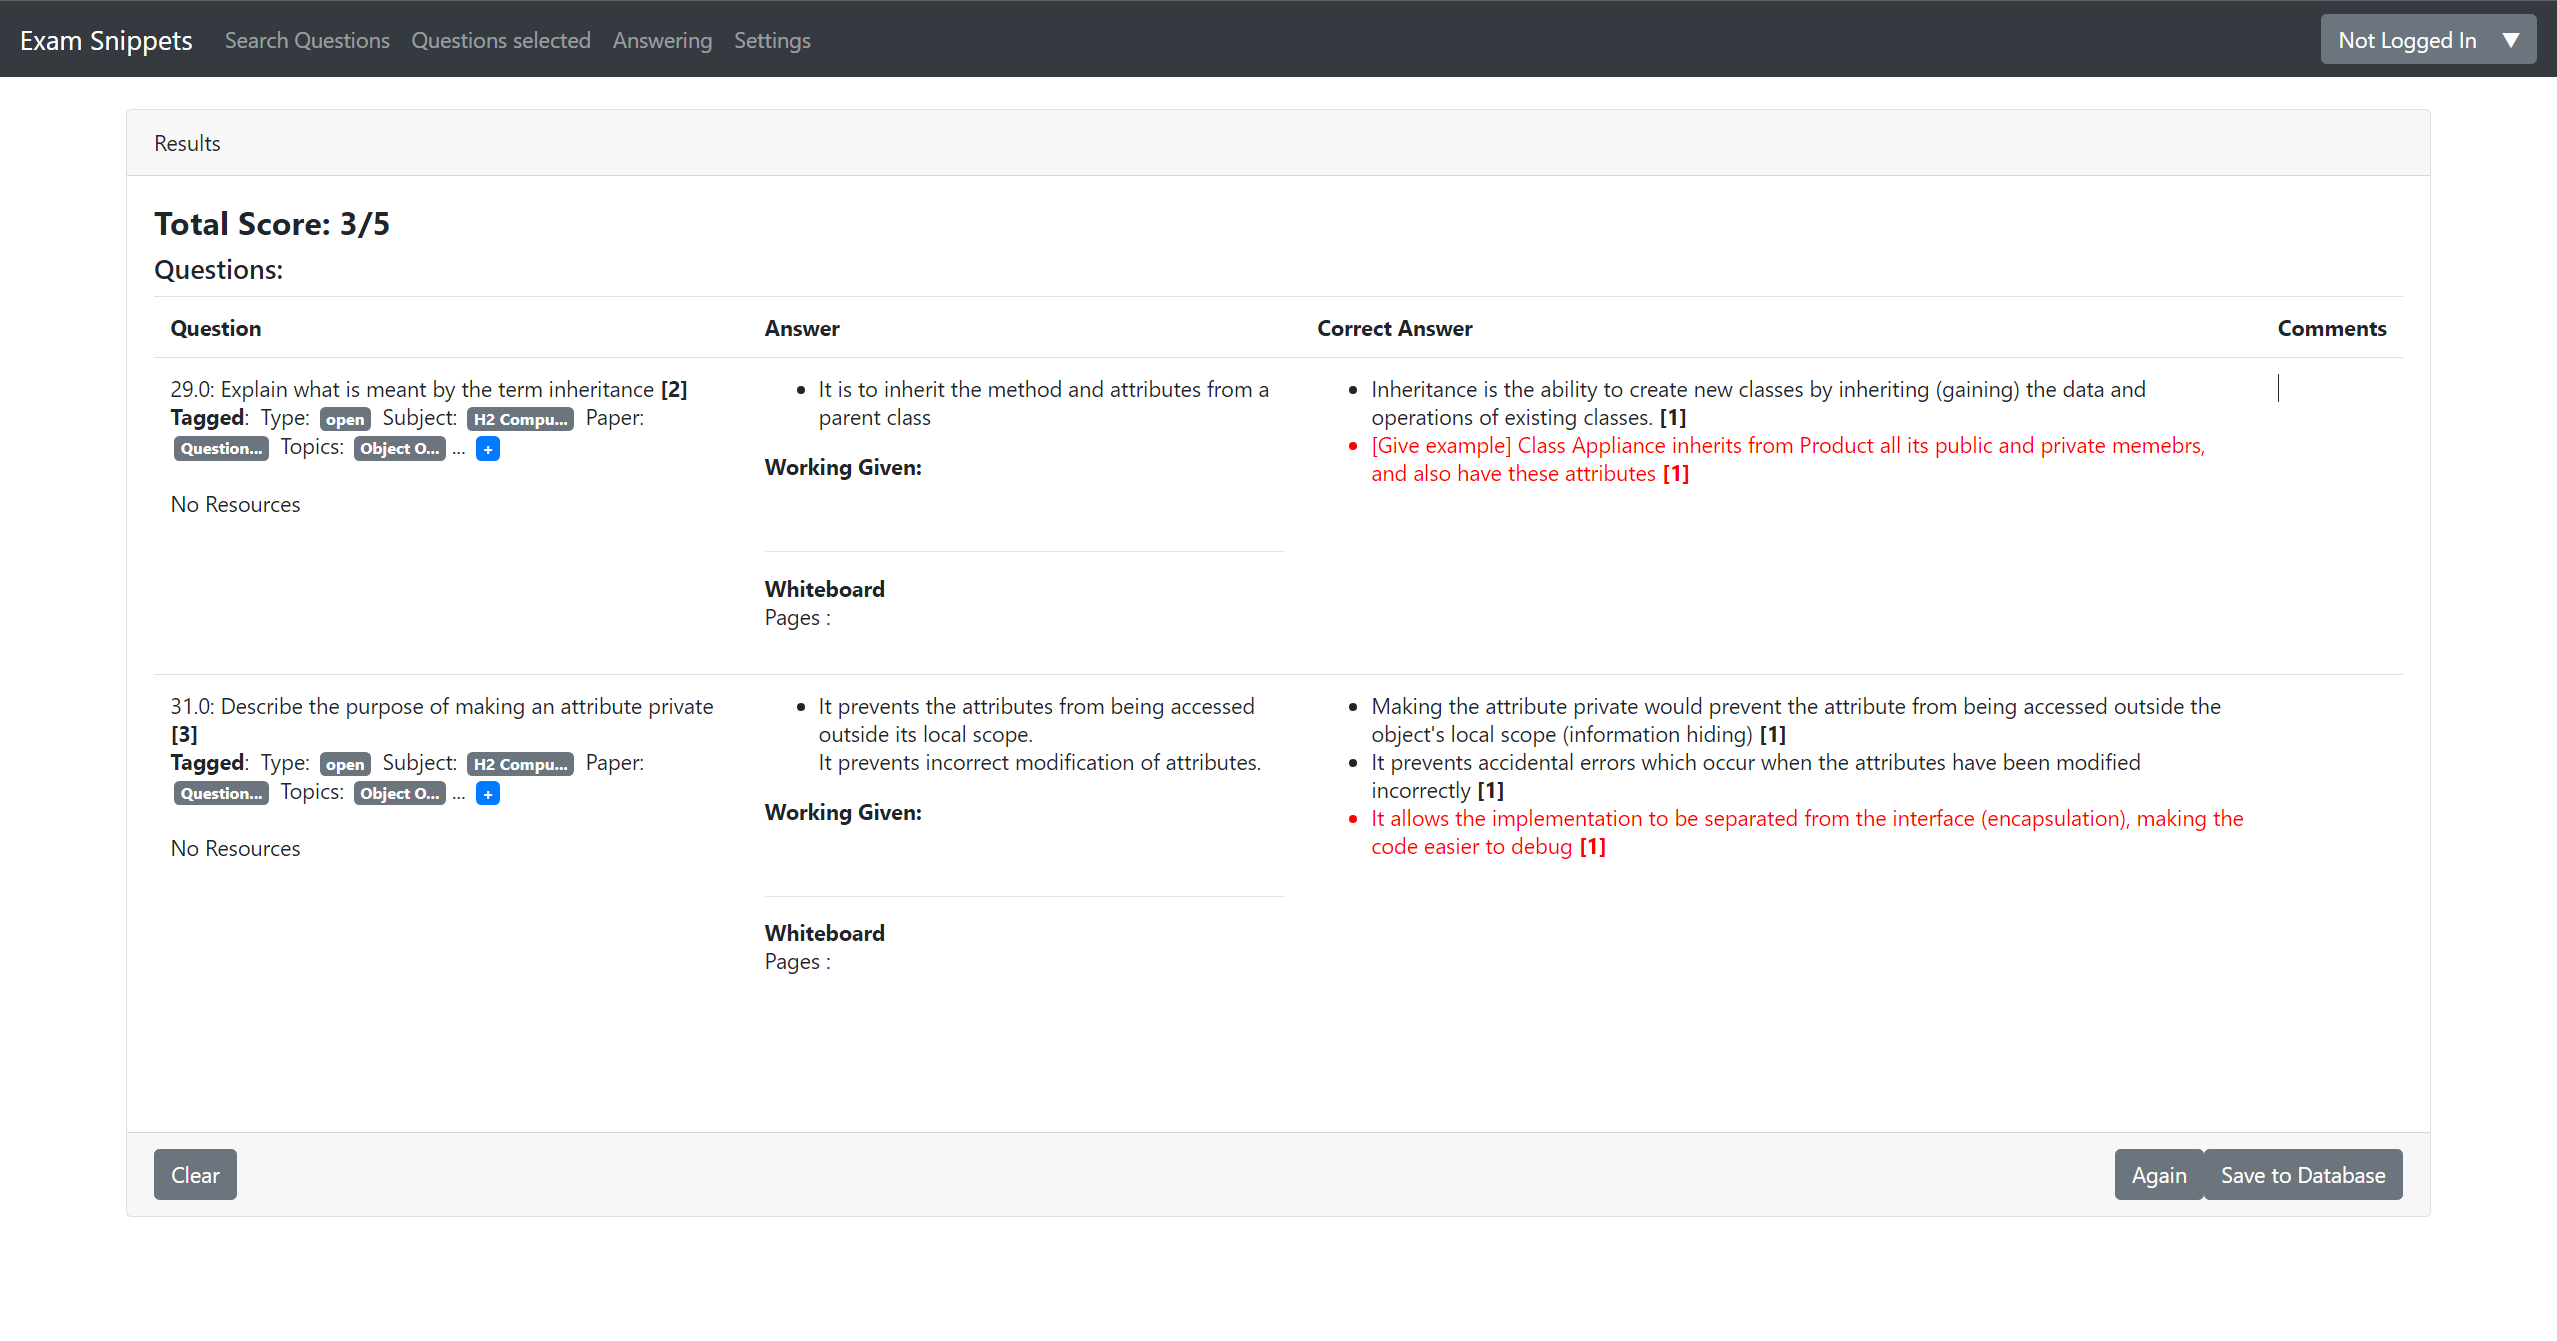 Exam Snippets Search Questions Questions selected Answering Settings Not Logged In ▼
Results
Total Score: 3/5
Questions:
Question Answer Correct Answer Comments
29.0: Explain what is meant by the term inheritance [2]
Tagged: Type: open Subject: H2 Compu... Paper:
Question... Topics: Object O... ... +
No Resources
• It is to inherit the method and attributes from a
parent class
Working Given:
Whiteboard
Pages :
• Inheritance is the ability to create new classes by inheriting (gaining) the data and
operations of existing classes. [1]
• [Give example] Class Appliance inherits from Product all its public and private memebrs,
and also have these attributes [1]
31.0: Describe the purpose of making an attribute private
[3]
Tagged: Type: open Subject: H2 Compu... Paper:
Question... Topics: Object O... ... +
No Resources
• It prevents the attributes from being accessed
outside its local scope.
It prevents incorrect modification of attributes.
Working Given:
Whiteboard
Pages :
• Making the attribute private would prevent the attribute from being accessed outside the
object's local scope (information hiding) [1]
• It prevents accidental errors which occur when the attributes have been modified
incorrectly [1]
• It allows the implementation to be separated from the interface (encapsulation), making the
code easier to debug [1]
Clear Again Save to Database